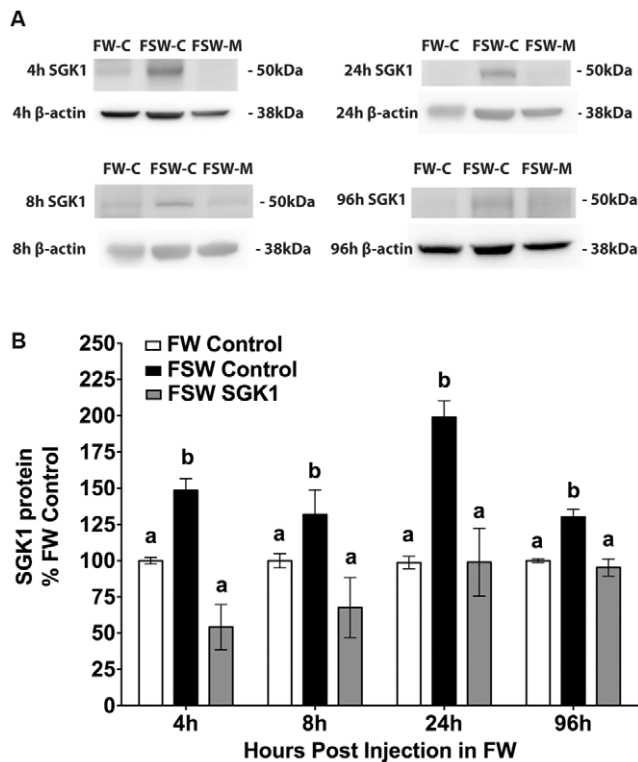 A
FW-C FSW-C FSW-M
4h SGK1 - 50kDa
4h β-actin - 38kDa
FW-C FSW-C FSW-M
24h SGK1 - 50kDa
24h β-actin - 38kDa
FW-C FSW-C FSW-M
8h SGK1 - 50kDa
8h β-actin - 38kDa
FW-C FSW-C FSW-M
96h SGK1 - 50kDa
96h β-actin - 38kDa
B
FW Control
FSW Control
FSW SGK1
SGK1 protein
% FW Control
250
225
200
175
150
125
100
75
50
25
0
a b a
a b a
a b a
a b a
4h 8h 24h 96h
Hours Post Injection in FW